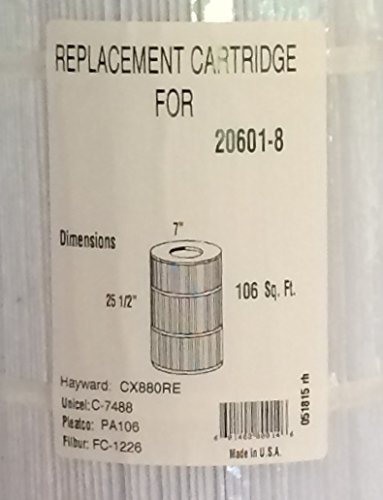 REPLACEMENT CARTRIDGE
FOR
20601-8
7"
Dimensions
25 1/2"
106 Sq. Ft.
Hayward: CX880RE
Unicel: C-7488
Pleatco: PA106
Filbur: FC-1226
Made in U.S.A.
051815 rh